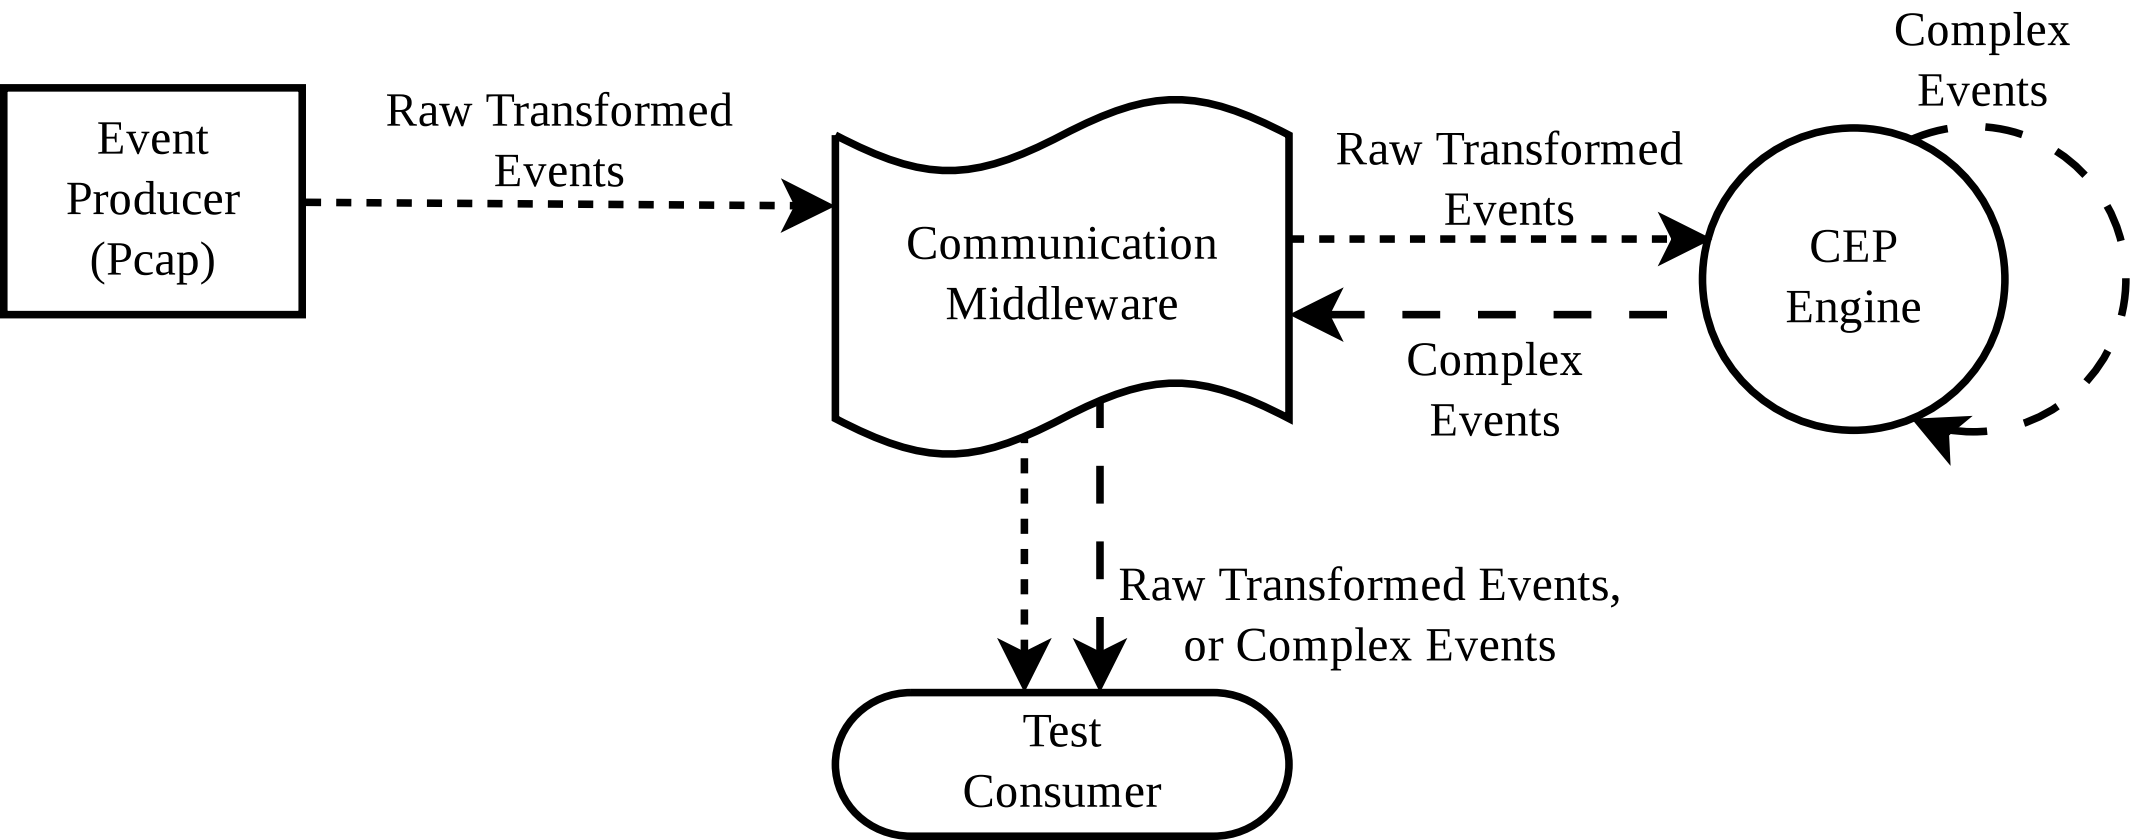 Event
Producer
(Pcap)
Raw Transformed
Events
Communication
Middleware
Raw Transformed
Events
Complex
Events
CEP
Engine
Complex
Events
Raw Transformed Events,
or Complex Events
Test
Consumer